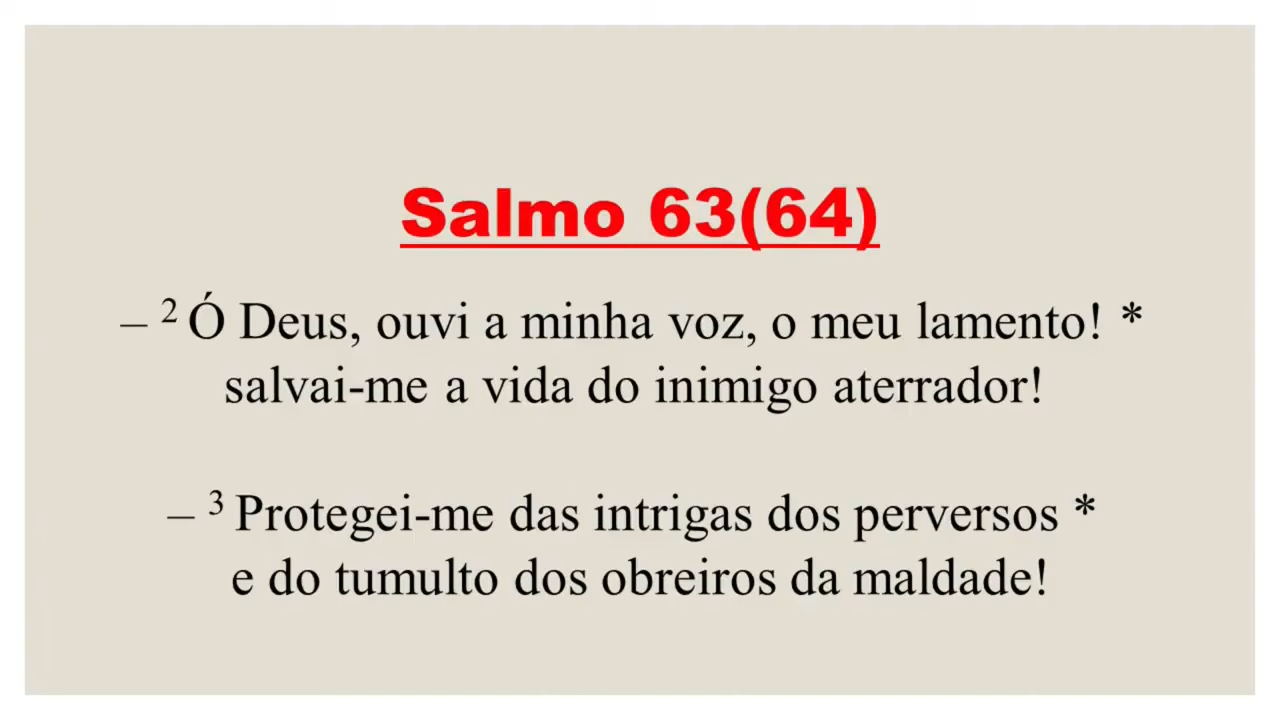 Salmo 63(64)
– ² Ó Deus, ouvi a minha voz, o meu lamento! *
salvai-me a vida do inimigo aterrador!
– ³ Protegei-me das intrigas dos perversos *
e do tumulto dos obreiros da maldade!